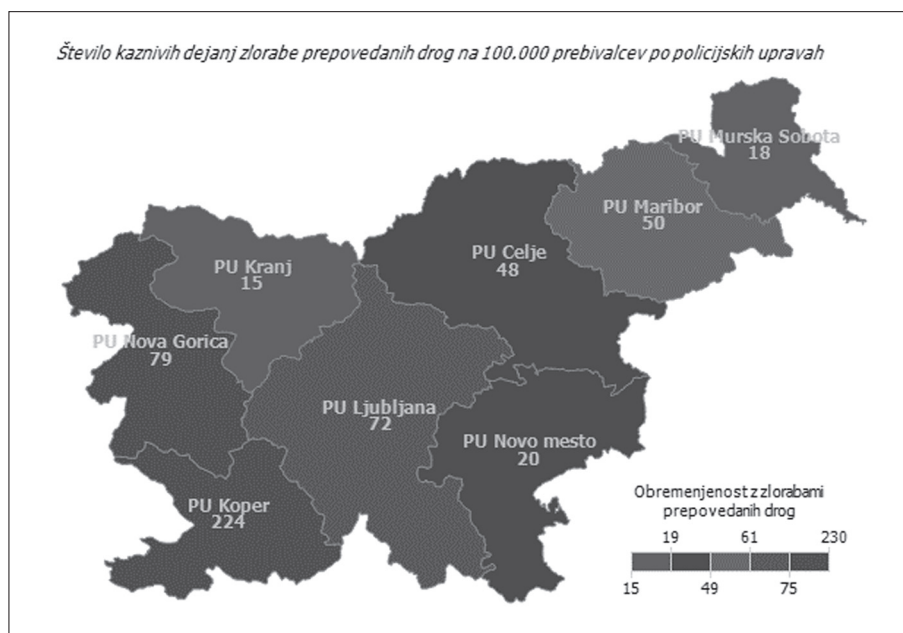 Število kaznivih dejanj zlorabe prepovedanih drog na 100.000 prebivalcev po policijskih upravah
PU Murska Sobota
18
PU Maribor
50
PU Celje
48
PU Kranj
15
PU Nova Gorica
79
PU Ljubljana
72
PU Novo mesto
20
PU Koper
224
Obremenjenost z zlorabami
prepovedanih drog
19 61 230
15 49 75